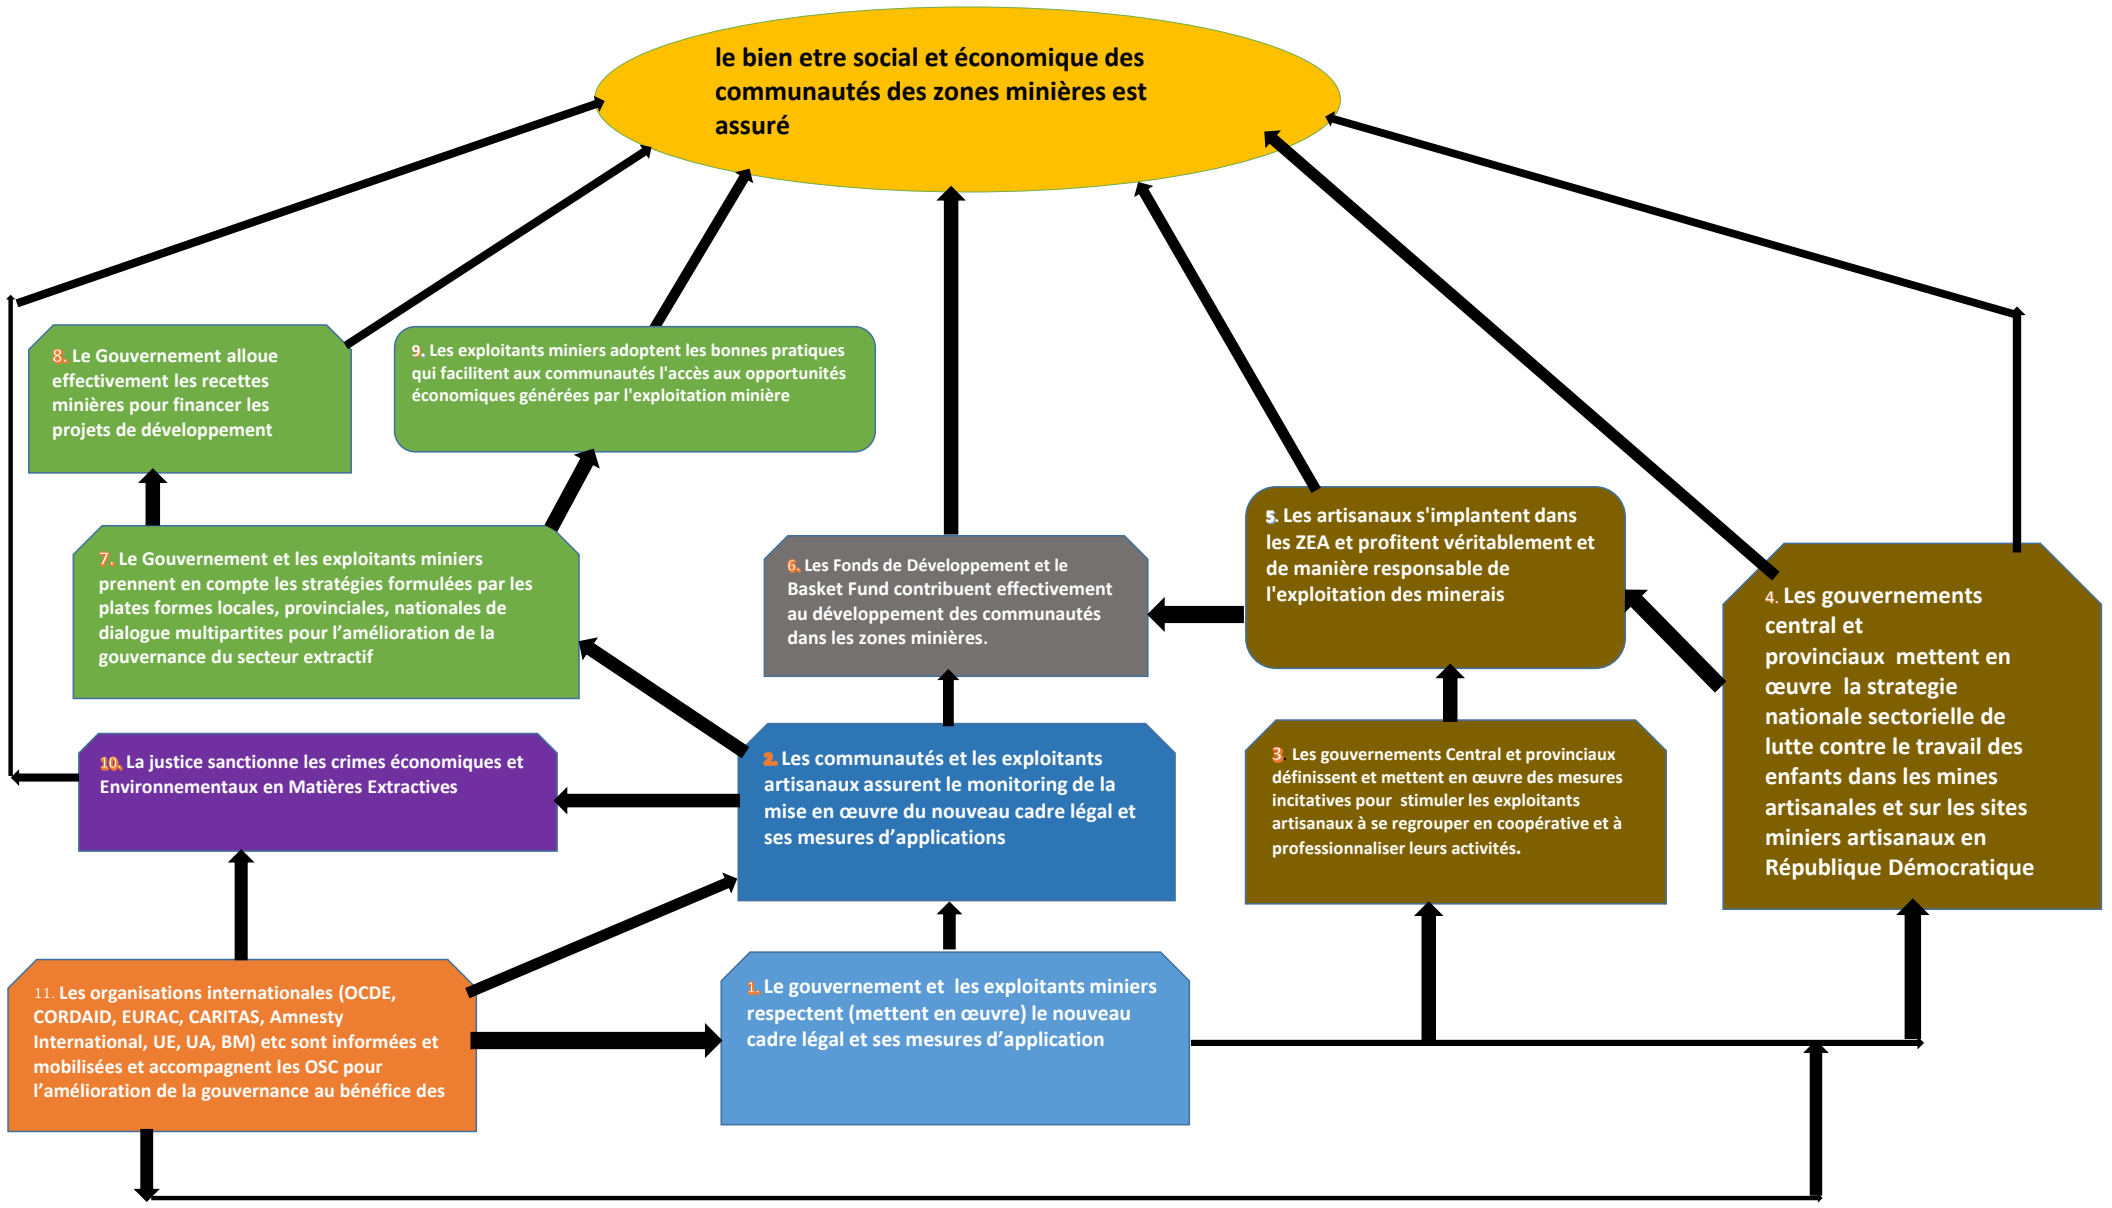 le bien etre social et économique des
communautés des zones minières est
assuré
8. Le Gouvernement alloue
effectivement les recettes
minières pour financer les
projets de développement
9. Les exploitants miniers adoptent les bonnes pratiques
qui facilitent aux communautés l'accès aux opportunités
économiques générées par l'exploitation minière
7. Le Gouvernement et les exploitants miniers
prennent en compte les stratégies formulées par les
plates formes locales, provinciales, nationales de
dialogue multipartites pour l’amélioration de la
gouvernance du secteur extractif
6. Les Fonds de Développement et le
Basket Fund contribuent effectivement
au développement des communautés
dans les zones minières.
5. Les artisanaux s'implantent dans
les ZEA et profitent véritablement et
de manière responsable de
l'exploitation des minerais
4. Les gouvernements
central et
provinciaux mettent en
œuvre la strategie
nationale sectorielle de
lutte contre le travail des
enfants dans les mines
artisanales et sur les sites
miniers artisanaux en
République Démocratique
10. La justice sanctionne les crimes économiques et
Environnementaux en Matières Extractives
2. Les communautés et les exploitants
artisanaux assurent le monitoring de la
mise en œuvre du nouveau cadre légal et
ses mesures d’applications
3. Les gouvernements Central et provinciaux
définissent et mettent en œuvre des mesures
incitatives pour stimuler les exploitants
artisanaux à se regrouper en coopérative et à
professionnaliser leurs activités.
11. Les organisations internationales (OCDE,
CORDAID, EURAC, CARITAS, Amnesty
International, UE, UA, BM) etc sont informées et
mobilisées et accompagnent les OSC pour
l’amélioration de la gouvernance au bénéfice des
1. Le gouvernement et les exploitants miniers
respectent (mettent en œuvre) le nouveau
cadre légal et ses mesures d’application